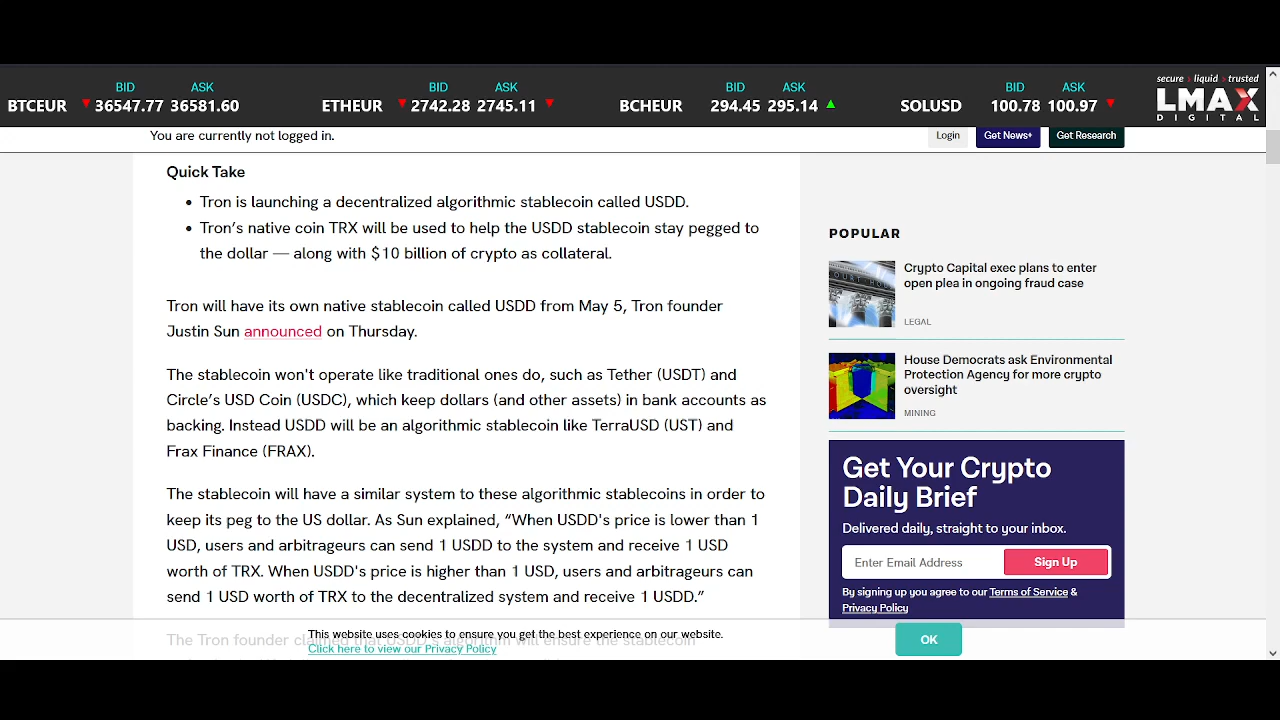 BID ASK BID ASK BID ASK BID ASK
BTCEUR 36547.77 36581.60 ETHEUR 2742.28 2745.11 BCHEUR 294.45 295.14 SOLUSD 100.78 100.97
secure liquid trusted
LMAX
DIGITAL
You are currently not logged in.
Login Get News+ Get Research
Quick Take
• Tron is launching a decentralized algorithmic stablecoin called USDD.
• Tron’s native coin TRX will be used to help the USDD stablecoin stay pegged to
the dollar — along with $10 billion of crypto as collateral.
Tron will have its own native stablecoin called USDD from May 5, Tron founder
Justin Sun announced on Thursday.
The stablecoin won't operate like traditional ones do, such as Tether (USDT) and
Circle’s USD Coin (USDC), which keep dollars (and other assets) in bank accounts as
backing. Instead USDD will be an algorithmic stablecoin like TerraUSD (UST) and
Frax Finance (FRAX).
The stablecoin will have a similar system to these algorithmic stablecoins in order to
keep its peg to the US dollar. As Sun explained, “When USDD's price is lower than 1
USD, users and arbitrageurs can send 1 USDD to the system and receive 1 USD
worth of TRX. When USDD's price is higher than 1 USD, users and arbitrageurs can
send 1 USD worth of TRX to the decentralized system and receive 1 USDD.”
The Tron founder claimed that USDD's algorithm will ensure the stablecoin
POPULAR
Crypto Capital exec plans to enter
open plea in ongoing fraud case
LEGAL
House Democrats ask Environmental
Protection Agency for more crypto
oversight
MINING
Get Your Crypto
Daily Brief
Delivered daily, straight to your inbox.
Enter Email Address Sign Up
By signing up you agree to our Terms of Service &
Privacy Policy
This website uses cookies to ensure you get the best experience on our website.
Click here to view our Privacy Policy
OK